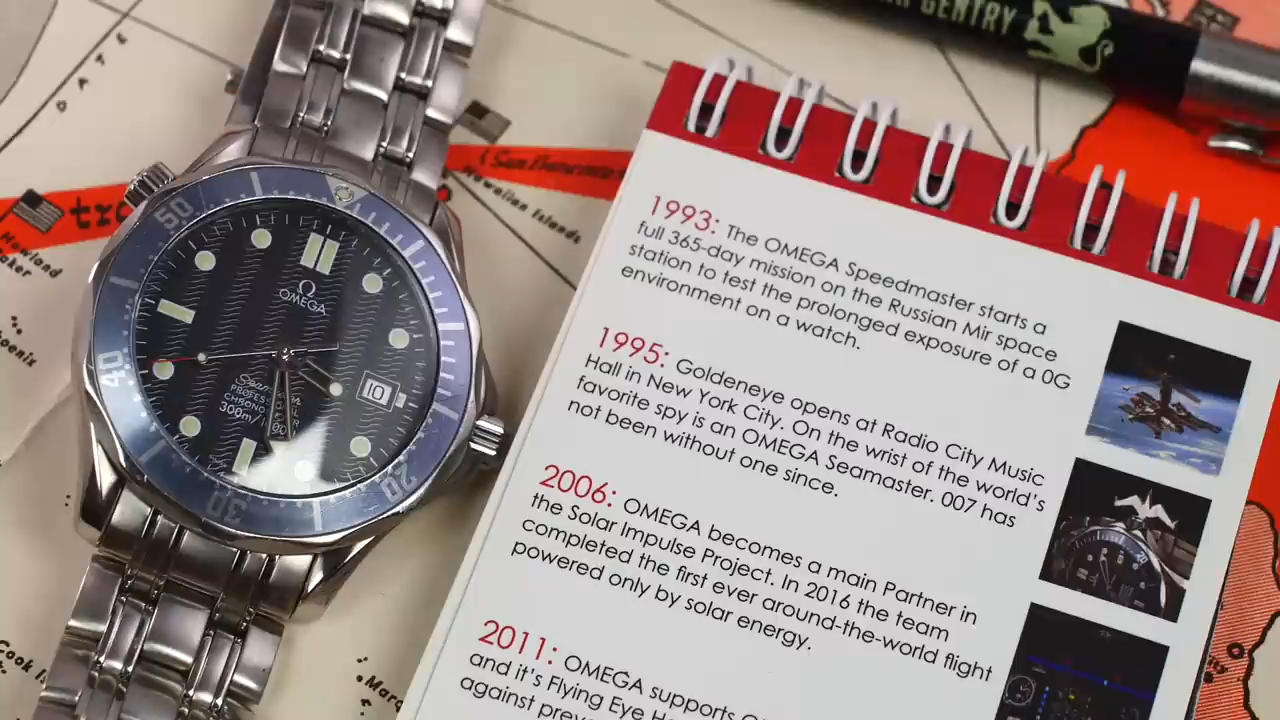 GENTRY
DATE
San Francisco
Hawaiian Islands
Howland
50
40
30
20
Ω
OMEGA
10
PROFESS
CHRONO
300m/
1993: The OMEGA Speedmaster starts a
full 365-day mission on the Russian Mir space
station to test the prolonged exposure of a 0G
environment on a watch.
1995: Goldeneye opens at Radio City Music
Hall in New York City. On the wrist of the world's
favorite spy is an OMEGA Seamaster. 007 has
not been without one since.
2006: OMEGA becomes a main Partner in
the Solar Impulse Project. In 2016 the team
completed the first ever around-the-world flight
powered only by solar energy.
2011: OMEGA supports
and it's Flying Eye
against
Cook